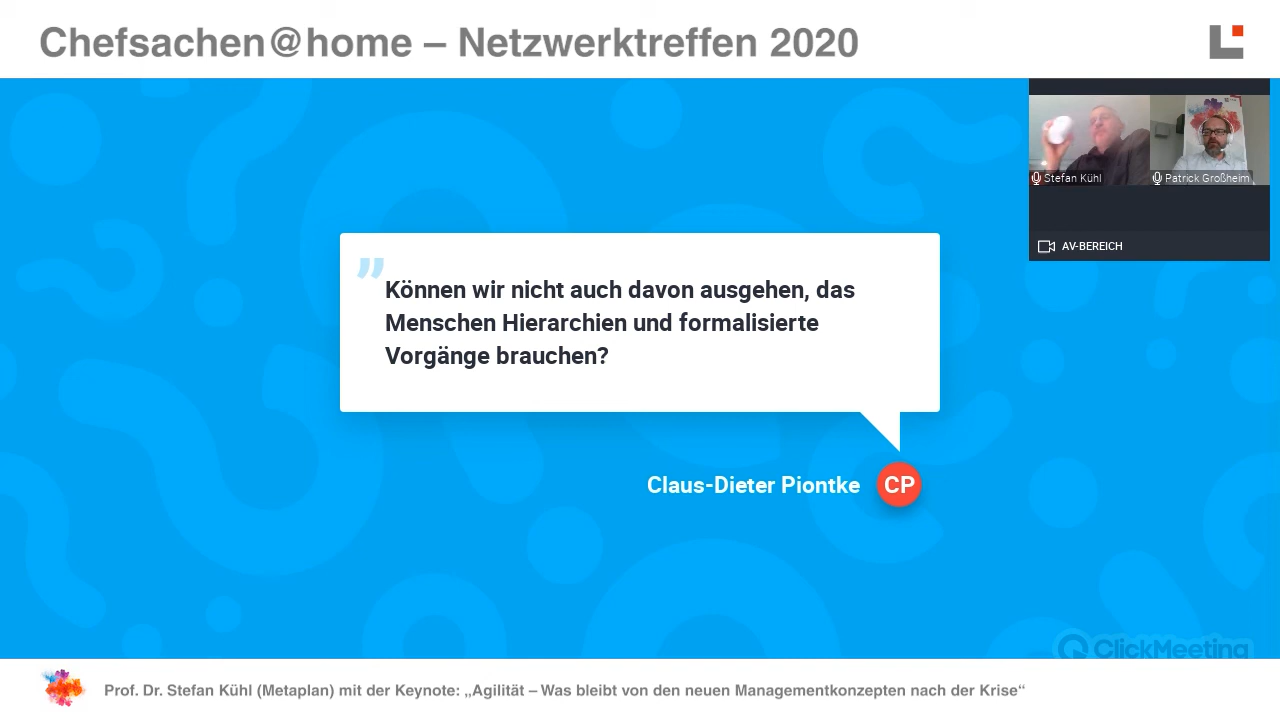 Chefsachen@home – Netzwerktreffen 2020
Stefan Kühl
Patrick Großheim
AV-BEREICH
”
Können wir nicht auch davon ausgehen, das
Menschen Hierarchien und formalisierte
Vorgänge brauchen?
Claus-Dieter Piontke
CP
ClickMeeting
Prof. Dr. Stefan Kühl (Metaplan) mit der Keynote: „Agilität – Was bleibt von den neuen Managementkonzepten nach der Krise“